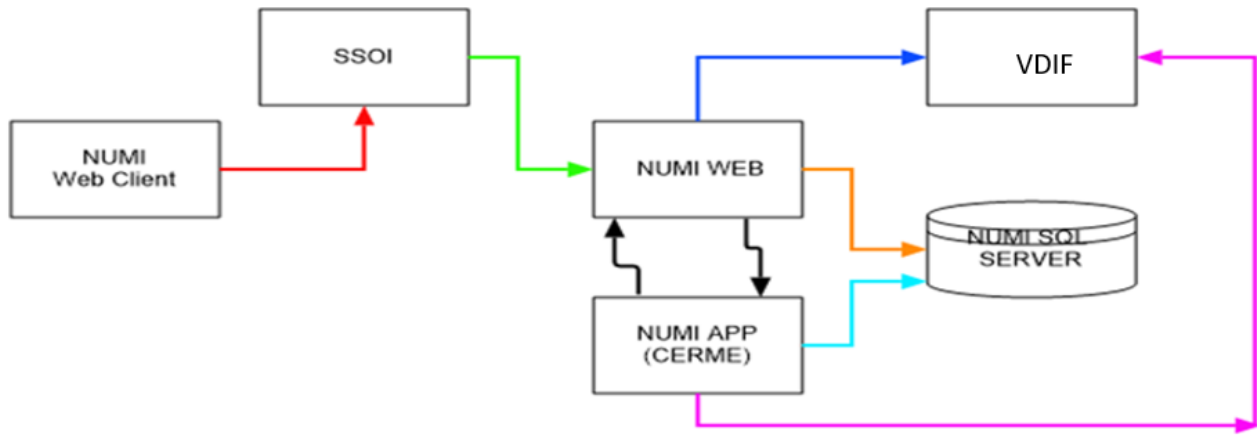 SSOI
VDIF
NUMI
Web Client
NUMI WEB
NUMI SQL
SERVER
NUMI APP
(CERME)